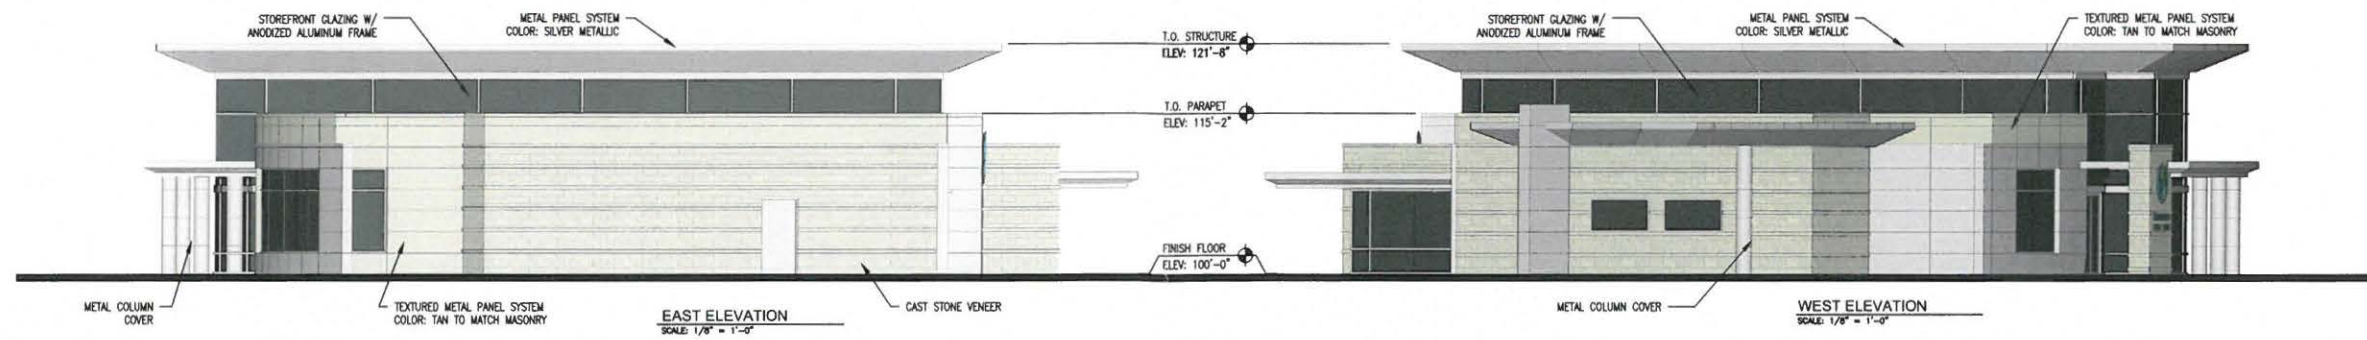 STOREFRONT GLAZING W/
ANODIZED ALUMINUM FRAME
METAL PANEL SYSTEM
COLOR: SILVER METALLIC
T.O. STRUCTURE
ELEV: 121'-8"
STOREFRONT GLAZING W/
ANODIZED ALUMINUM FRAME
METAL PANEL SYSTEM
COLOR: SILVER METALLIC
TEXTURED METAL PANEL SYSTEM
COLOR: TAN TO MATCH MASONRY
T.O. PARAPET
ELEV: 115'-2"
FINISH FLOOR
ELEV: 100'-0"
METAL COLUMN
COVER
TEXTURED METAL PANEL SYSTEM
COLOR: TAN TO MATCH MASONRY
CAST STONE VENEER
EAST ELEVATION
SCALE: 1/8" = 1'-0"
METAL COLUMN COVER
WEST ELEVATION
SCALE: 1/8" = 1'-0"